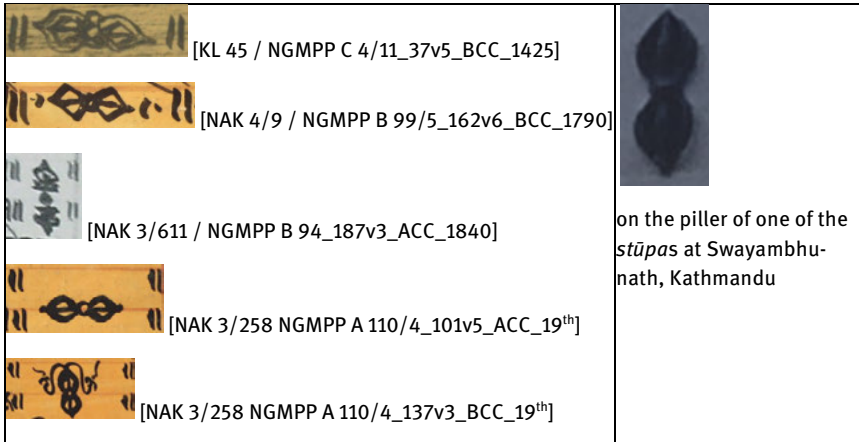 [KL 45 / NGMPP C 4/11_37v5_BCC_1425]
[NAK 4/9 / NGMPP B 99/5_162v6_BCC_1790]
[NAK 3/611 / NGMPP B 94_187v3_ACC_1840]
[NAK 3/258 NGMPP A 110/4_101v5_ACC_19th]
[NAK 3/258 NGMPP A 110/4_137v3_BCC_19th]
on the piller of one of the
stūpas at Swayambhu-
nath, Kathmandu